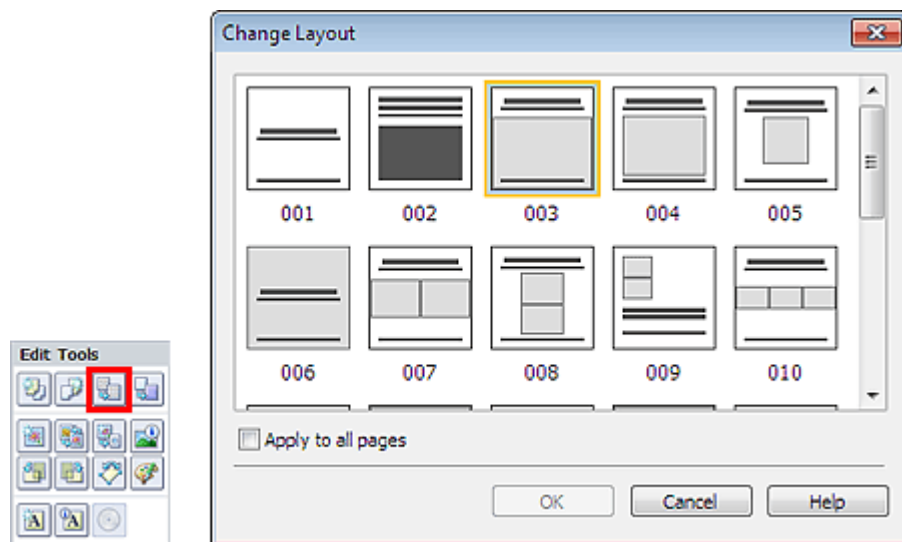 Change Layout
001 002 003 004 005
006 007 008 009 010
Apply to all pages
OK Cancel Help
Edit Tools
A A